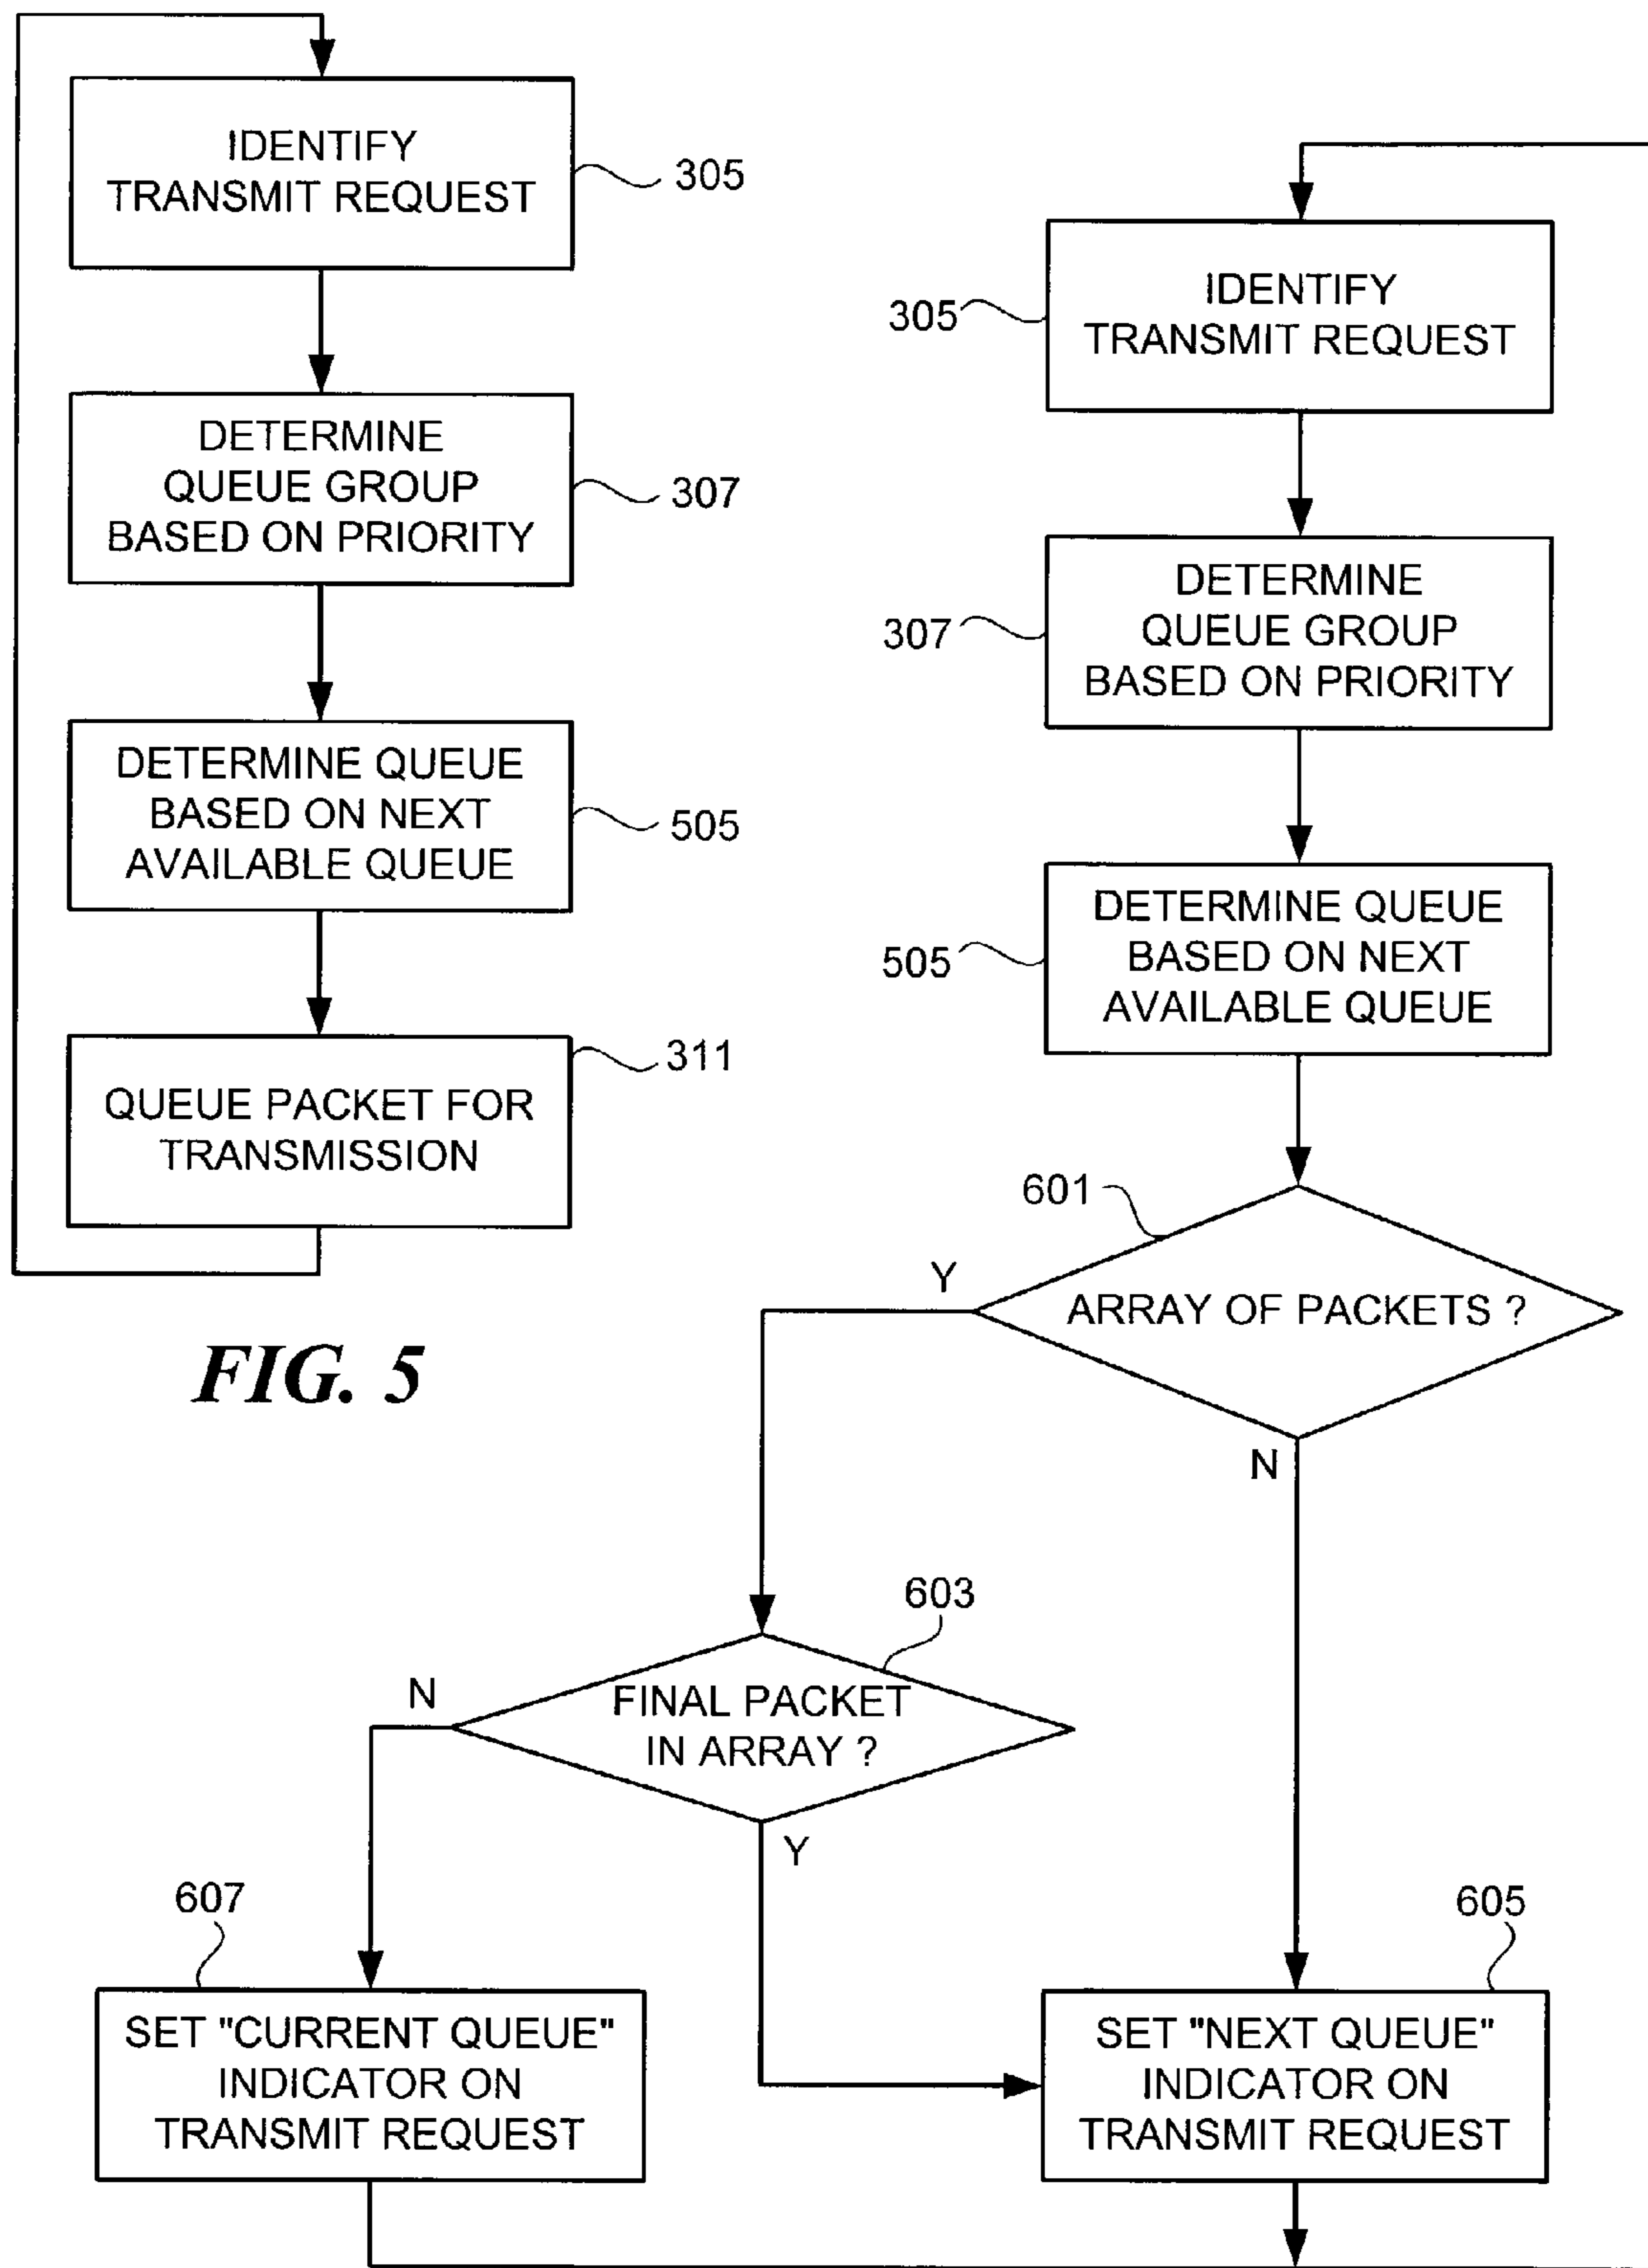 IDENTIFY
TRANSMIT REQUEST
305
DETERMINE
QUEUE GROUP
BASED ON PRIORITY
307
DETERMINE QUEUE
BASED ON NEXT
AVAILABLE QUEUE
505
311
QUEUE PACKET FOR
TRANSMISSION
FIG. 5
IDENTIFY
TRANSMIT REQUEST
305
DETERMINE
QUEUE GROUP
BASED ON PRIORITY
307
DETERMINE QUEUE
BASED ON NEXT
AVAILABLE QUEUE
505
601
Y
ARRAY OF PACKETS ?
N
603
N
FINAL PACKET
IN ARRAY ?
Y
607
SET "CURRENT QUEUE"
INDICATOR ON
TRANSMIT REQUEST
605
SET "NEXT QUEUE"
INDICATOR ON
TRANSMIT REQUEST